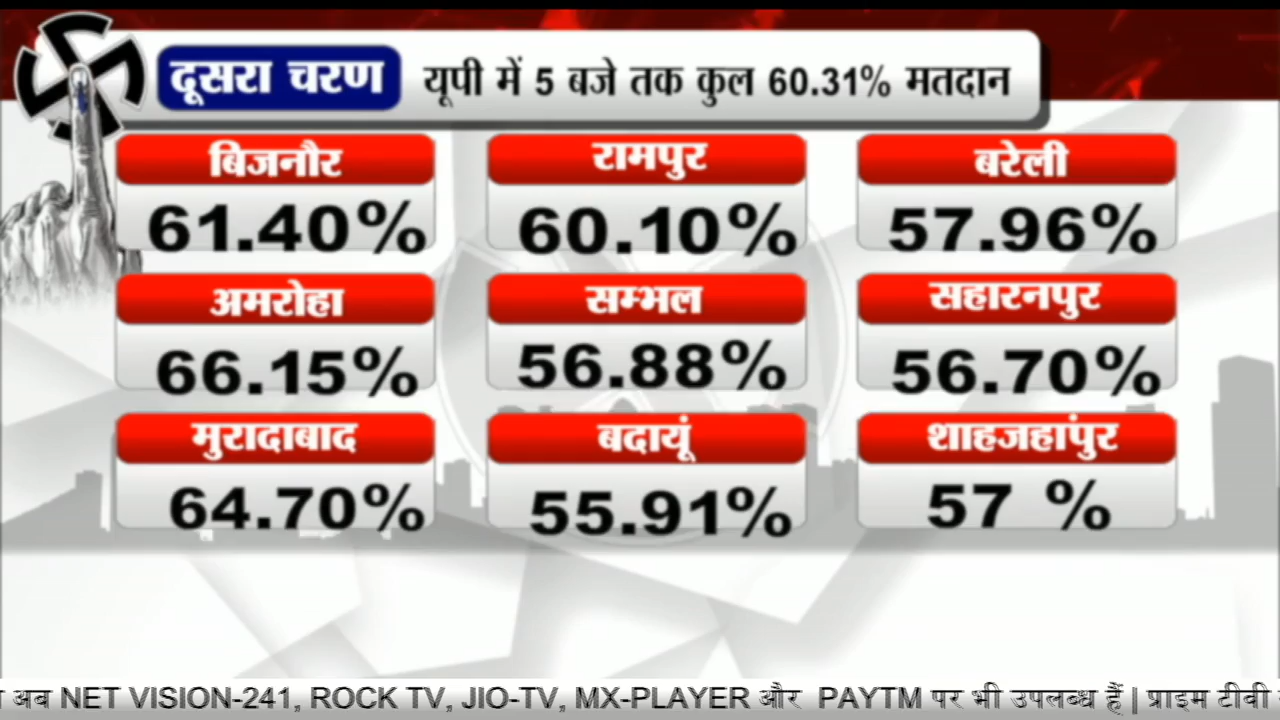 दूसरा चरण यूपी में 5 बजे तक कुल 60.31% मतदान
बिजनौर रामपुर बरेली
61.40% 60.10% 57.96%
अमरोहा सम्भल सहारनपुर
66.15% 56.88% 56.70%
मुरादाबाद बदायूं शाहजहांपुर
64.70% 55.91% 57 %
अब NET VISION-241, ROCK TV, JIO-TV, MX-PLAYER और PAYTM पर भी उपलब्ध हैं | प्राइम टीवी